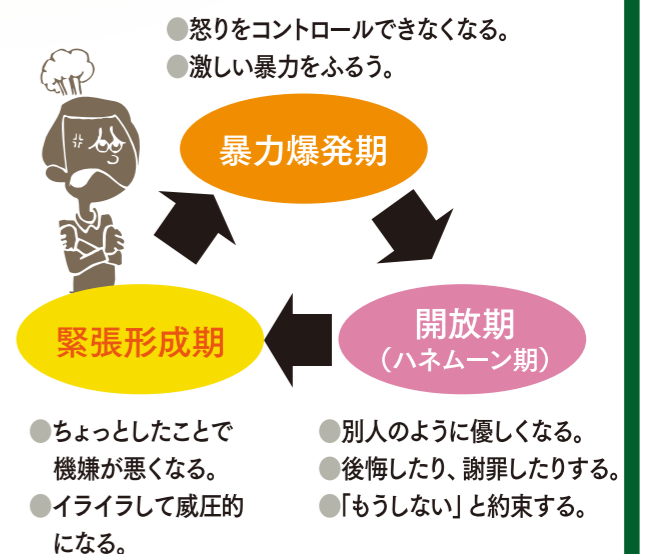 ●怒りをコントロールできなくなる。
●激しい暴力をふるう。
暴力爆発期
緊張形成期
開放期
（ハネムーン期）
●ちょっとしたことで
機嫌が悪くなる。
●イライラして威圧的
になる。
●別人のように優しくなる。
●後悔したり、謝罪したりする。
●「もうしない」と約束する。